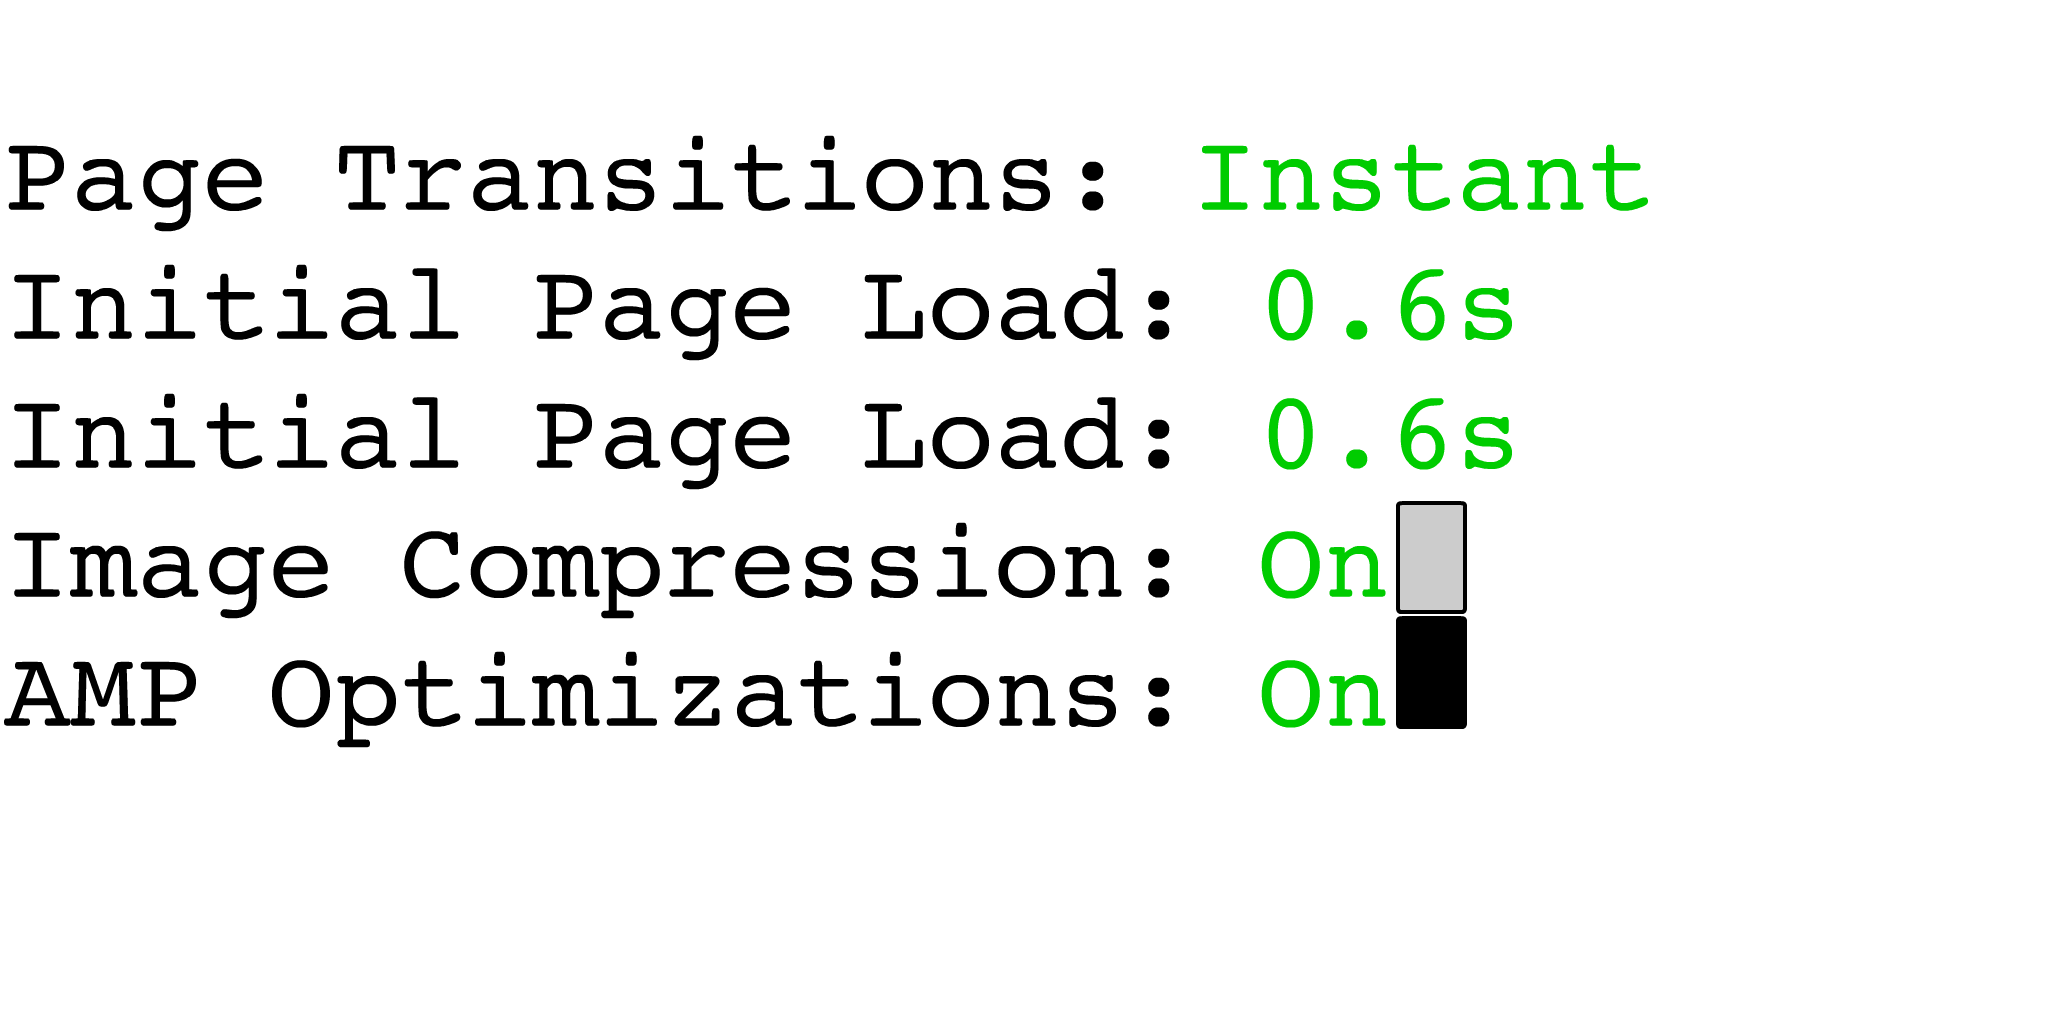 Page Transitions: Instant
Initial Page Load: 0.6s
Initial Page Load: 0.6s
Image Compression: On
AMP Optimizations: On